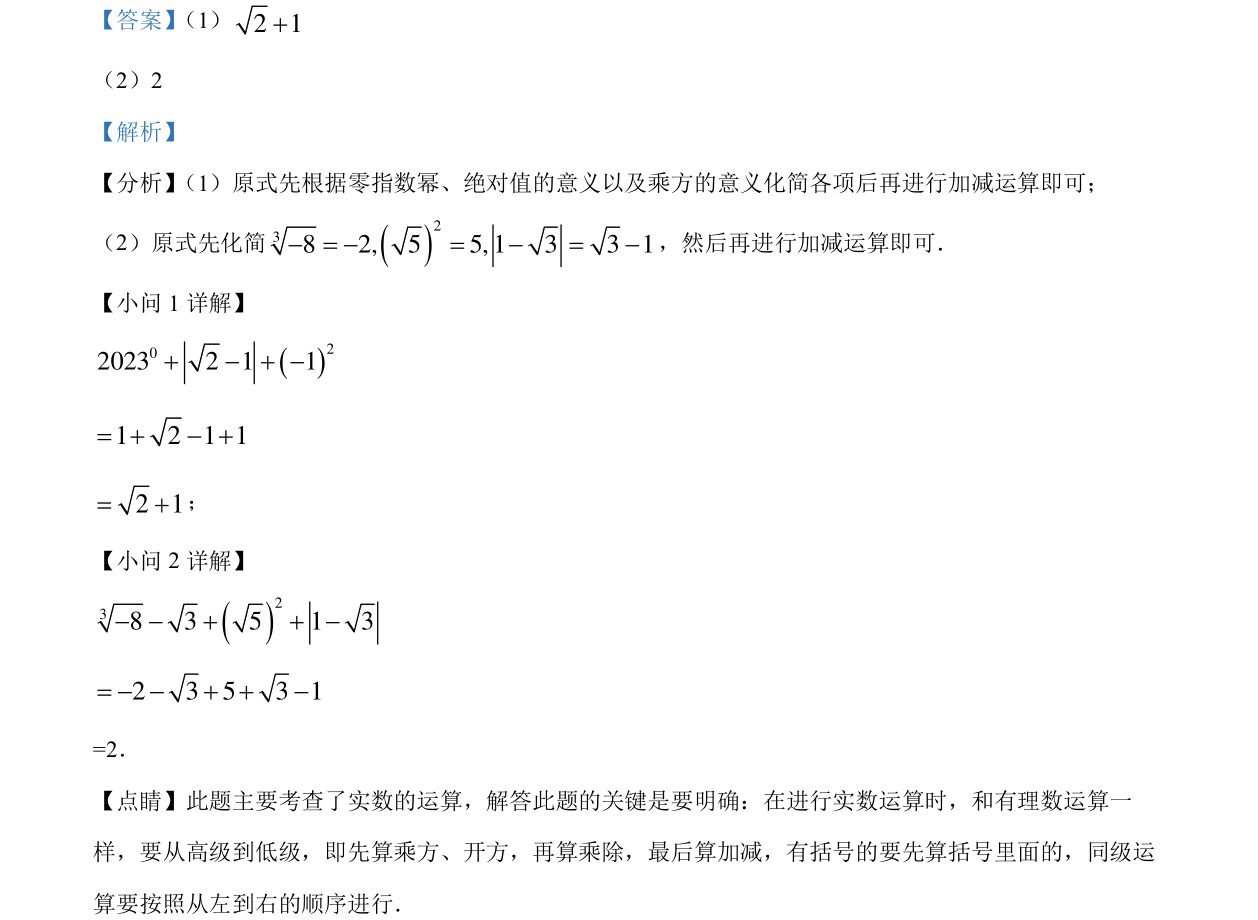 【答案】（1）√2+1
（2）2
【解析】
【分析】（1）原式先根据零指数幂、绝对值的意义以及乘方的意义化简各项后再进行加减运算即可；
（2）原式先化简∛−8=−2,(√5)²=5,|1−√3|=√3−1，然后再进行加减运算即可．
【小问 1 详解】
2023⁰+|√2−1|+(−1)²
=1+√2−1+1
=√2+1；
【小问 2 详解】
∛−8−√3+(√5)²+|1−√3|
=−2−√3+5+√3−1
=2．
【点睛】此题主要考查了实数的运算，解答此题的关键是要明确：在进行实数运算时，和有理数运算一
样，要从高级到低级，即先算乘方、开方，再算乘除，最后算加减，有括号的要先算括号里面的，同级运
算要按照从左到右的顺序进行．